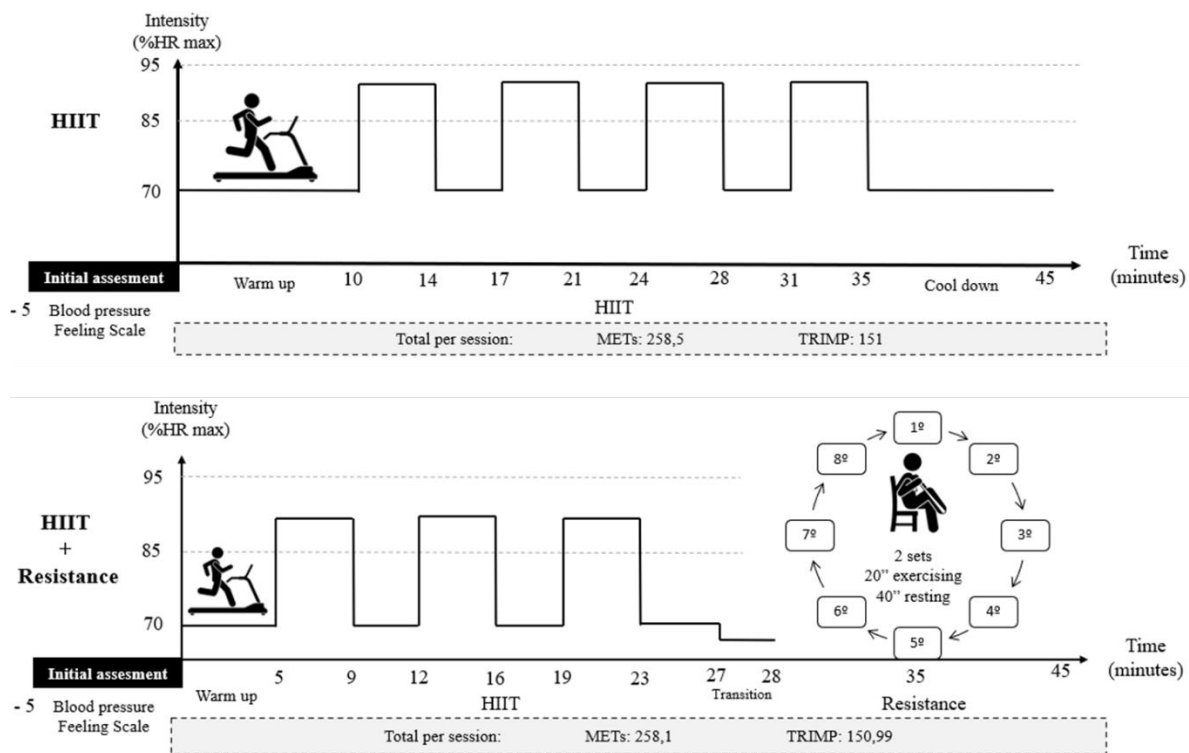 Intensity
(%HR max)
95
HIIT
85
70
Time
(minutes)
Initial assesment
Warm up
10
14
17
21
24
28
31
35
Cool down
45
- 5
Blood pressure
Feeling Scale
HIIT
Total per session:
METs: 258,5
TRIMP: 151
Intensity
(%HR max)
95
HIIT
+
Resistance
85
70
1º
2º
3º
4º
5º
6º
7º
8º
2 sets
20” exercising
40” resting
Time
(minutes)
Initial assesment
Warm up
5
9
12
16
19
23
27
28
35
45
Transition
- 5
Blood pressure
Feeling Scale
HIIT
Resistance
Total per session:
METs: 258,1
TRIMP: 150,99